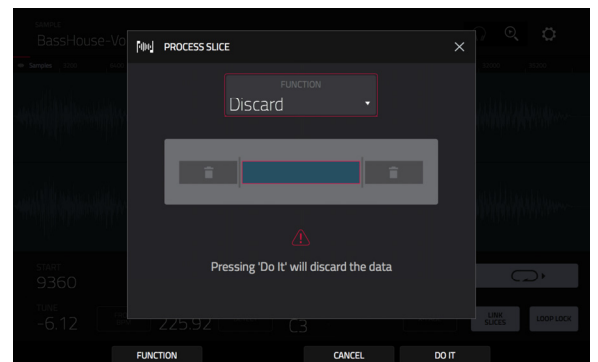 SAMPLE
BassHouse-Vo
PROCESS SLICE
Samples
FUNCTION
Discard
Pressing 'Do It' will discard the data
START
9360
TUNE
-6.12
225.92
C3
LINK SLICES
LOOP LOCK
FUNCTION
CANCEL
DO IT